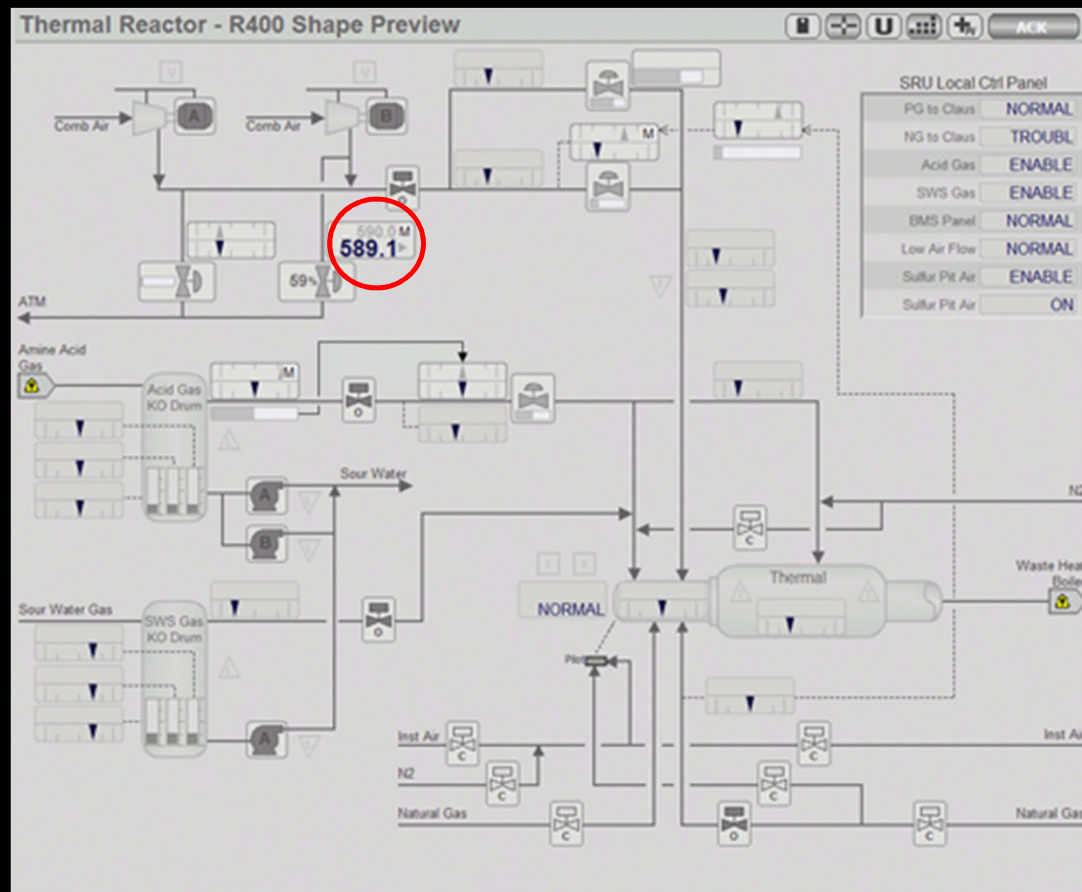 Thermal Reactor - R400 Shape Preview
U
ACK
V
V
SRU Local Ctrl Panel
Comb Air
A
Comb Air
B
M
PG to Claus NORMAL
NG to Claus TROUBL
Acid Gas ENABLE
SWS Gas ENABLE
BMS Panel NORMAL
Low Air Flow NORMAL
Sulfur Pit Air ENABLE
Sulfur Pit Air ON
O
590.0 M
589.1
59%
ATM
Amine Acid
Gas
Acid Gas
KO Drum
M
O
Sour Water
A
B
N2
C
Waste Hea
Boile
Thermal
Sour Water Gas
SWS Gas
KO Drum
O
NORMAL
Pilot
A
Inst Air
C
C
Inst Ai
N2
C
C
Natural Gas
C
O
C
Natural Gas